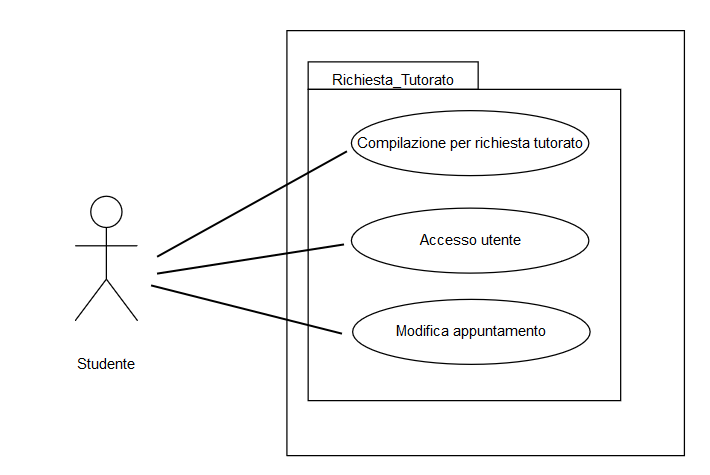 Richiesta_Tutorato
Compilazione per richiesta tutorato
Accesso utente
Modifica appuntamento
Studente